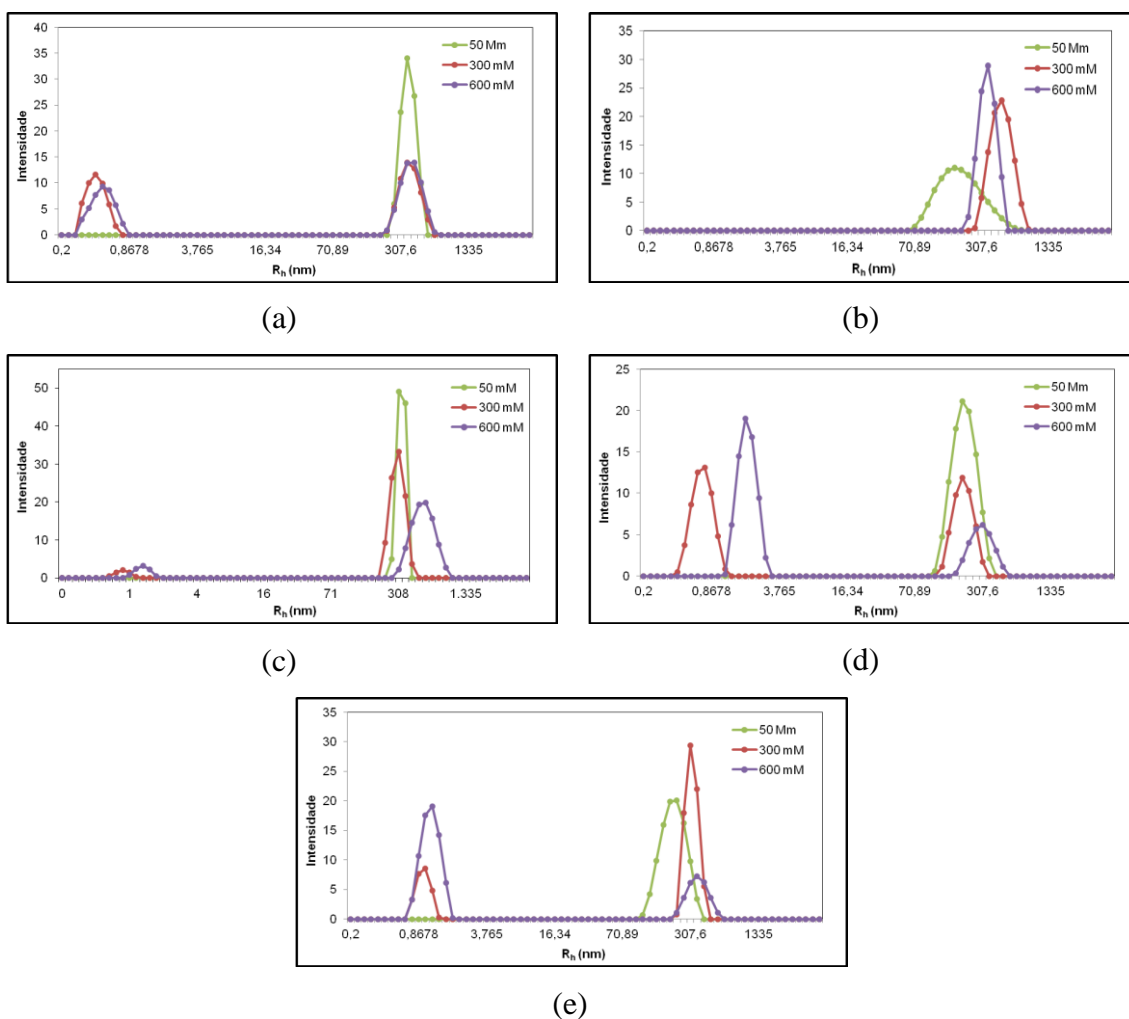 40
35
30
25
20
15
10
5
0
Intensidade
50 Mm
300 mM
600 mM
0,2 0,8678 3,765 16,34 70,89 307,6 1335
Rₕ (nm)
(a)
35
30
25
20
15
10
5
0
Intensidade
50 Mm
300 mM
600 mM
0,2 0,8678 3,765 16,34 70,89 307,6 1335
Rₕ (nm)
(b)
50
40
30
20
10
0
Intensidade
50 mM
300 mM
600 mM
0 1 4 16 71 308 1.335
Rₕ (nm)
(c)
25
20
15
10
5
0
Intensidade
50 Mm
300 mM
600 mM
0,2 0,8678 3,765 16,34 70,89 307,6 1335
Rₕ (nm)
(d)
35
30
25
20
15
10
5
0
Intensidade
50 Mm
300 mM
600 mM
0,2 0,8678 3,765 16,34 70,89 307,6 1335
Rₕ (nm)
(e)